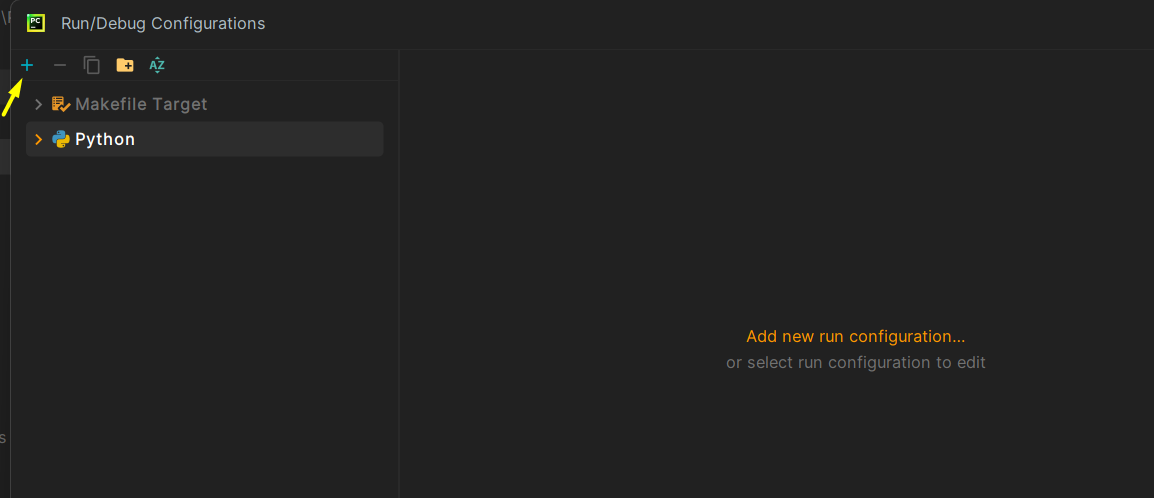 PC
Run/Debug Configurations
AZ
Makefile Target
Python
Add new run configuration...
or select run configuration to edit
s